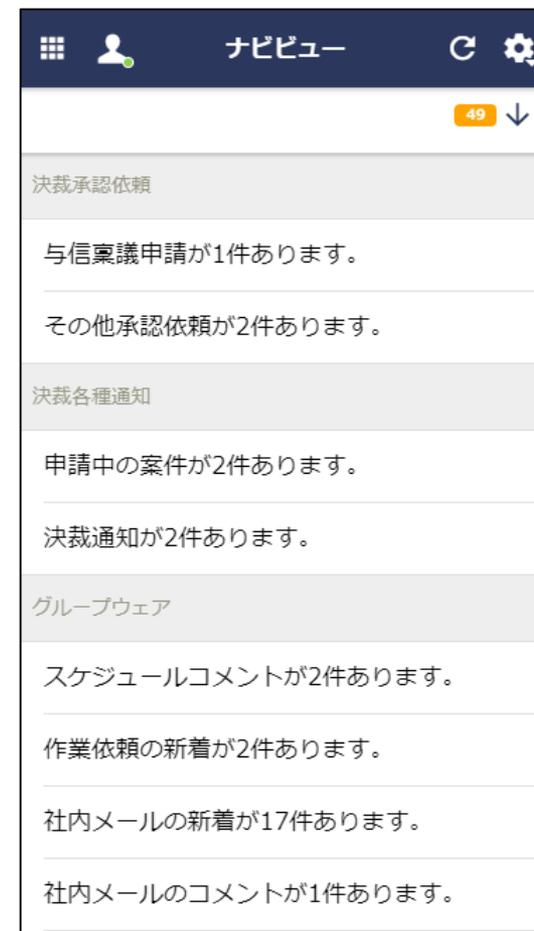 ナビビュー
49
決裁承認依頼
与信稟議申請が1件あります。
その他承認依頼が2件あります。
決裁各種通知
申請中の案件が2件あります。
決裁通知が2件あります。
グループウェア
スケジュールコメントが2件あります。
作業依頼の新着が2件あります。
社内メールの新着が17件あります。
社内メールのコメントが1件あります。